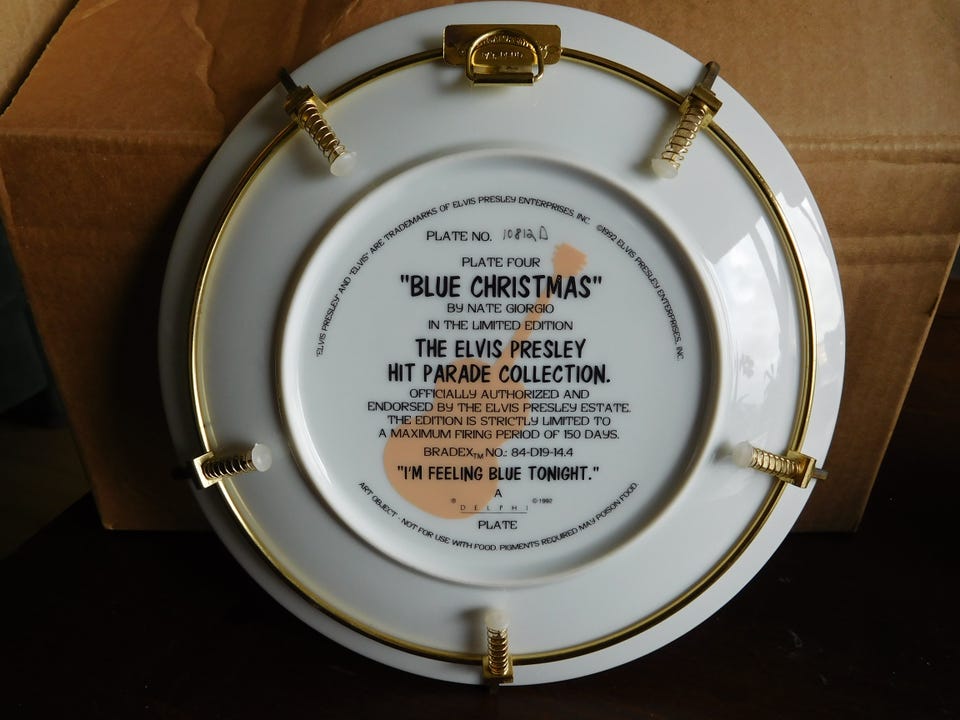 'ELVIS PRESLEY' AND 'ELVIS' ARE TRADEMARKS OF ELVIS PRESLEY ENTERPRISES, INC. ©1992 ELVIS PRESLEY ENTERPRISES, INC.
PLATE NO. 10812D
PLATE FOUR
"BLUE CHRISTMAS"
BY NATE GIORGIO
IN THE LIMITED EDITION
THE ELVIS PRESLEY
HIT PARADE COLLECTION.
OFFICIALLY AUTHORIZED AND
ENDORSED BY THE ELVIS PRESLEY ESTATE.
THE EDITION IS STRICTLY LIMITED TO
A MAXIMUM FIRING PERIOD OF 150 DAYS.
BRADEX™ NO.: 84-D19-14.4
"I'M FEELING BLUE TONIGHT."
A
® DELPHI ©1992
PLATE
ART OBJECT - NOT FOR USE WITH FOOD. PIGMENTS REQUIRED MAY POISON FOOD.